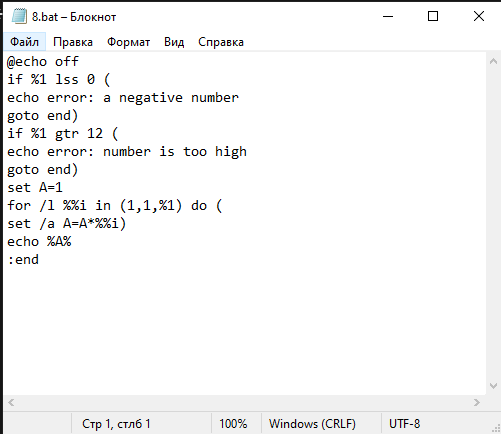 8.bat – Блокнот
Файл Правка Формат Вид Справка
@echo off
if %1 lss 0 (
echo error: a negative number
goto end)
if %1 gtr 12 (
echo error: number is too high
goto end)
set A=1
for /l %%i in (1,1,%1) do (
set /a A=A*%%i)
echo %A%
:end
Стр 1, стлб 1 100% Windows (CRLF) UTF-8